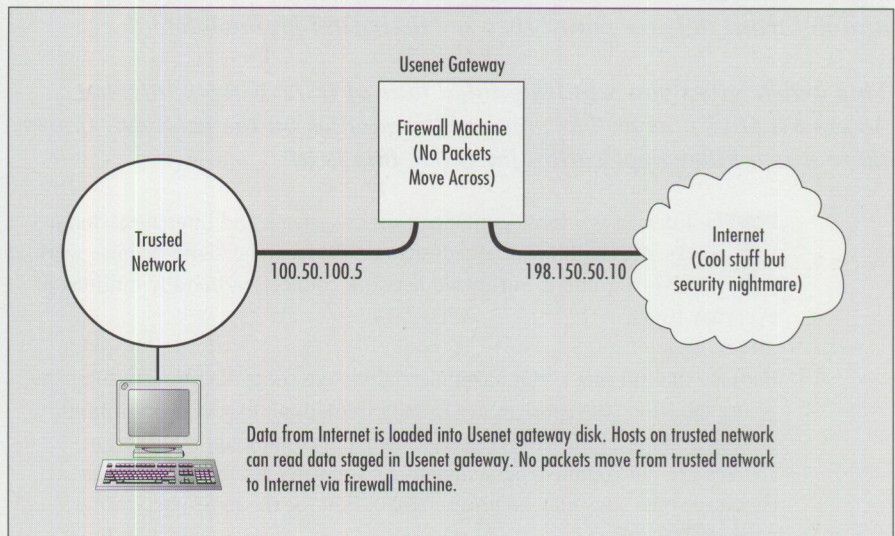 Usenet Gateway
Firewall Machine
(No Packets
Move Across)
Trusted
Network
100.50.100.5
198.150.50.10
Internet
(Cool stuff but
security nightmare)
Data from Internet is loaded into Usenet gateway disk. Hosts on trusted network
can read data staged in Usenet gateway. No packets move from trusted network
to Internet via firewall machine.